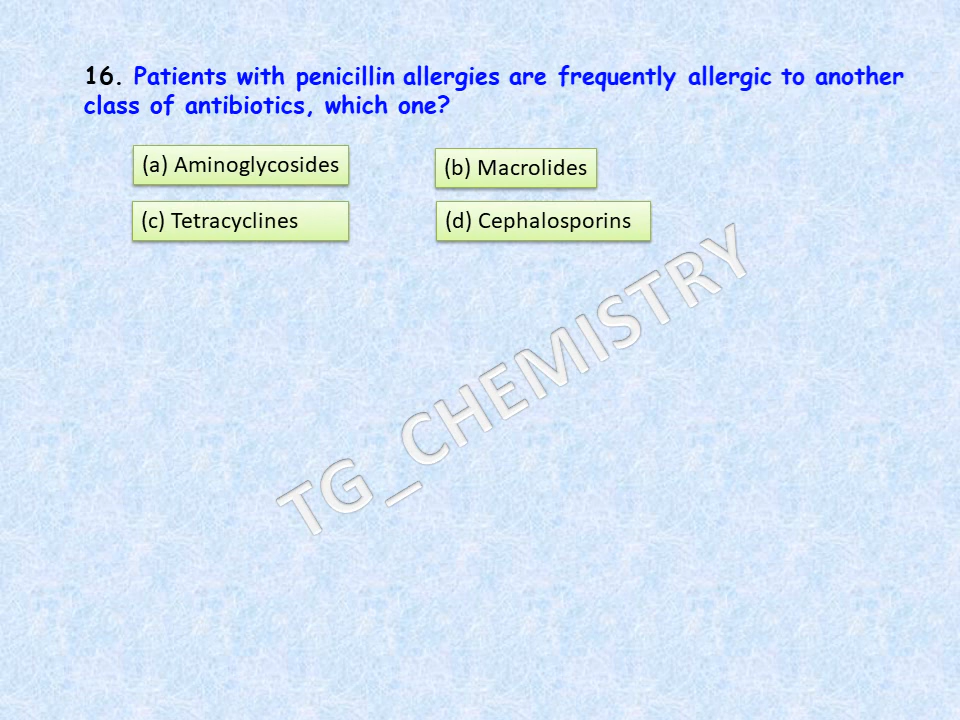 16. Patients with penicillin allergies are frequently allergic to another
class of antibiotics, which one?
(a) Aminoglycosides
(b) Macrolides
(c) Tetracyclines
(d) Cephalosporins
TG_CHEMISTRY